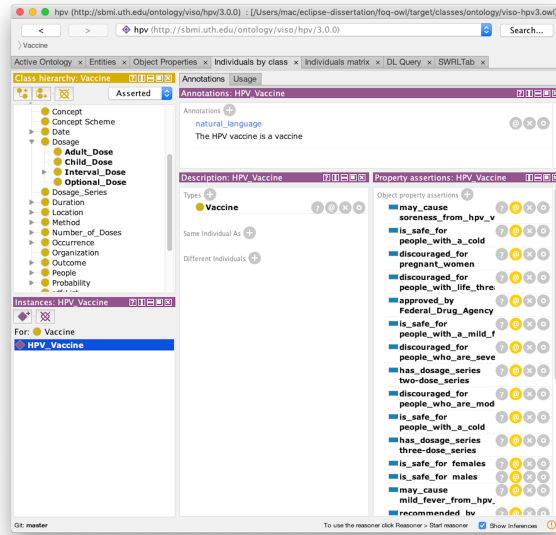 hpv (http://sbmi.uth.edu/ontology/viso/hpv/3.0.0) : [/Users/mac/eclipse-dissertation/foq-owl/target/classes/ontology/viso-hpv3.owl]
< > hpv (http://sbmi.uth.edu/ontology/viso/hpv/3.0.0) Search...
Vaccine
Active Ontology × Entities × Object Properties × Individuals by class × Individuals matrix × DL Query × SWRLTab ×
Class hierarchy: Vaccine
Asserted
Concept
Concept Scheme
Date
Dosage
Adult_Dose
Child_Dose
Interval_Dose
Optional_Dose
Dosage_Series
Duration
Location
Method
Number_of_Doses
Occurrence
Organization
Outcome
People
Probability
rdf:List
Instances: HPV_Vaccine
For: Vaccine
HPV_Vaccine
Annotations Usage
Annotations: HPV_Vaccine
Annotations
natural_language
The HPV vaccine is a vaccine
Description: HPV_Vaccine
Types
Vaccine
Same Individual As
Different Individuals
Property assertions: HPV_Vaccine
Object property assertions
may_cause
soreness_from_hpv_v
is_safe_for
people_with_a_cold
discouraged_for
pregnant_women
discouraged_for
people_with_life_threa
approved_by
Federal_Drug_Agency
is_safe_for
people_with_a_mild_f
discouraged_for
people_who_are_seve
has_dosage_series
two-dose_series
discouraged_for
people_who_are_mod
is_safe_for
people_with_a_cold
has_dosage_series
three-dose_series
is_safe_for females
is_safe_for males
may_cause
mild_fever_from_hpv_
recommended_by
Git: master
To use the reasoner click Reasoner > Start reasoner
Show Inferences